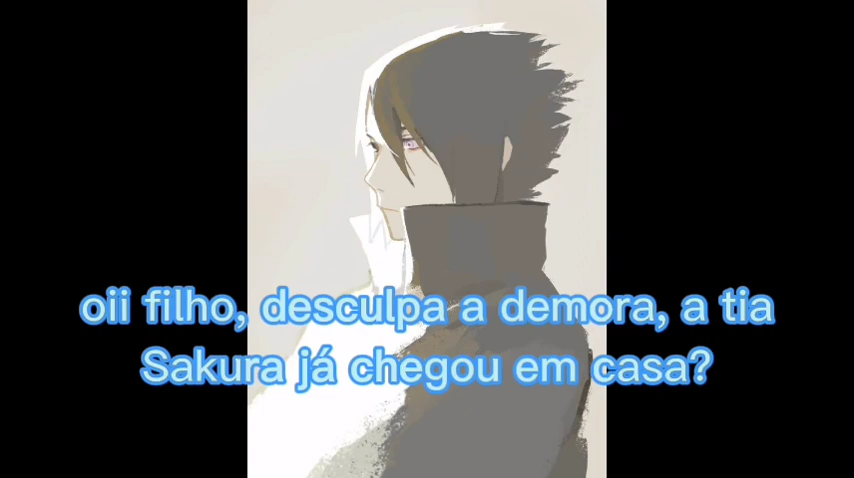 oii filho, desculpa a demora, a tia
Sakura já chegou em casa?